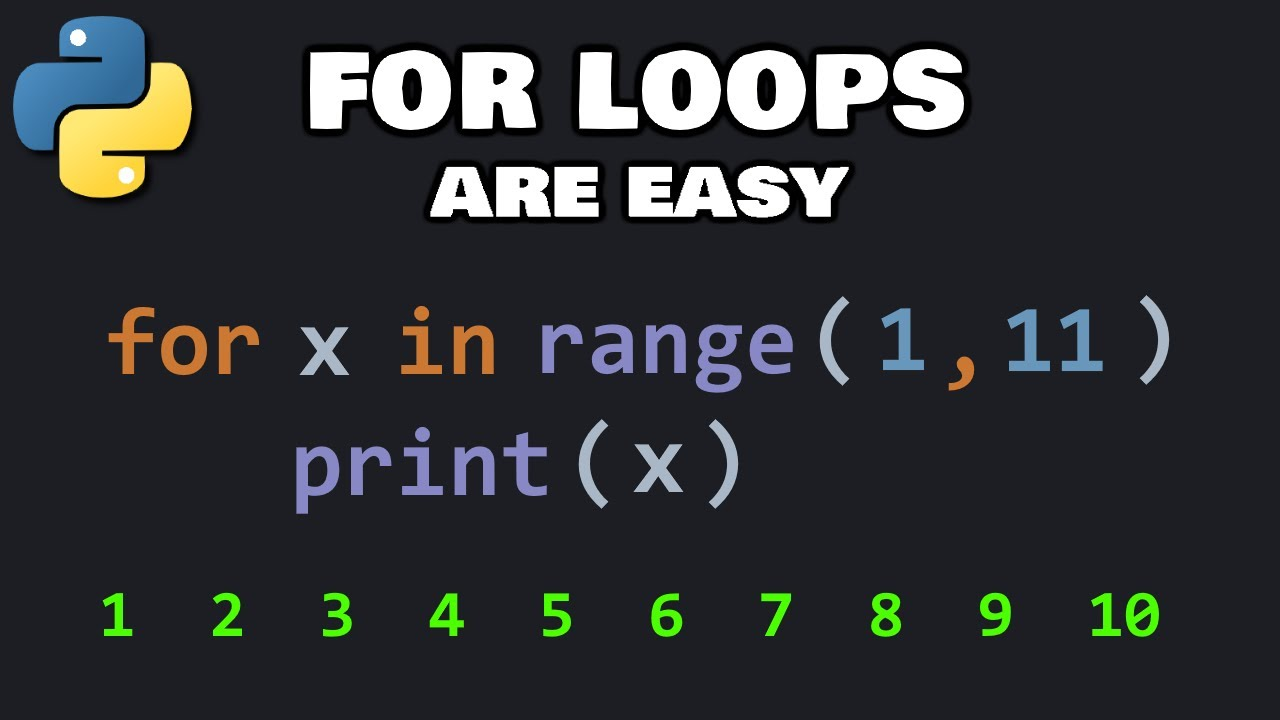 FOR LOOPS
ARE EASY
for x in range(1,11)
print(x)
1 2 3 4 5 6 7 8 9 10